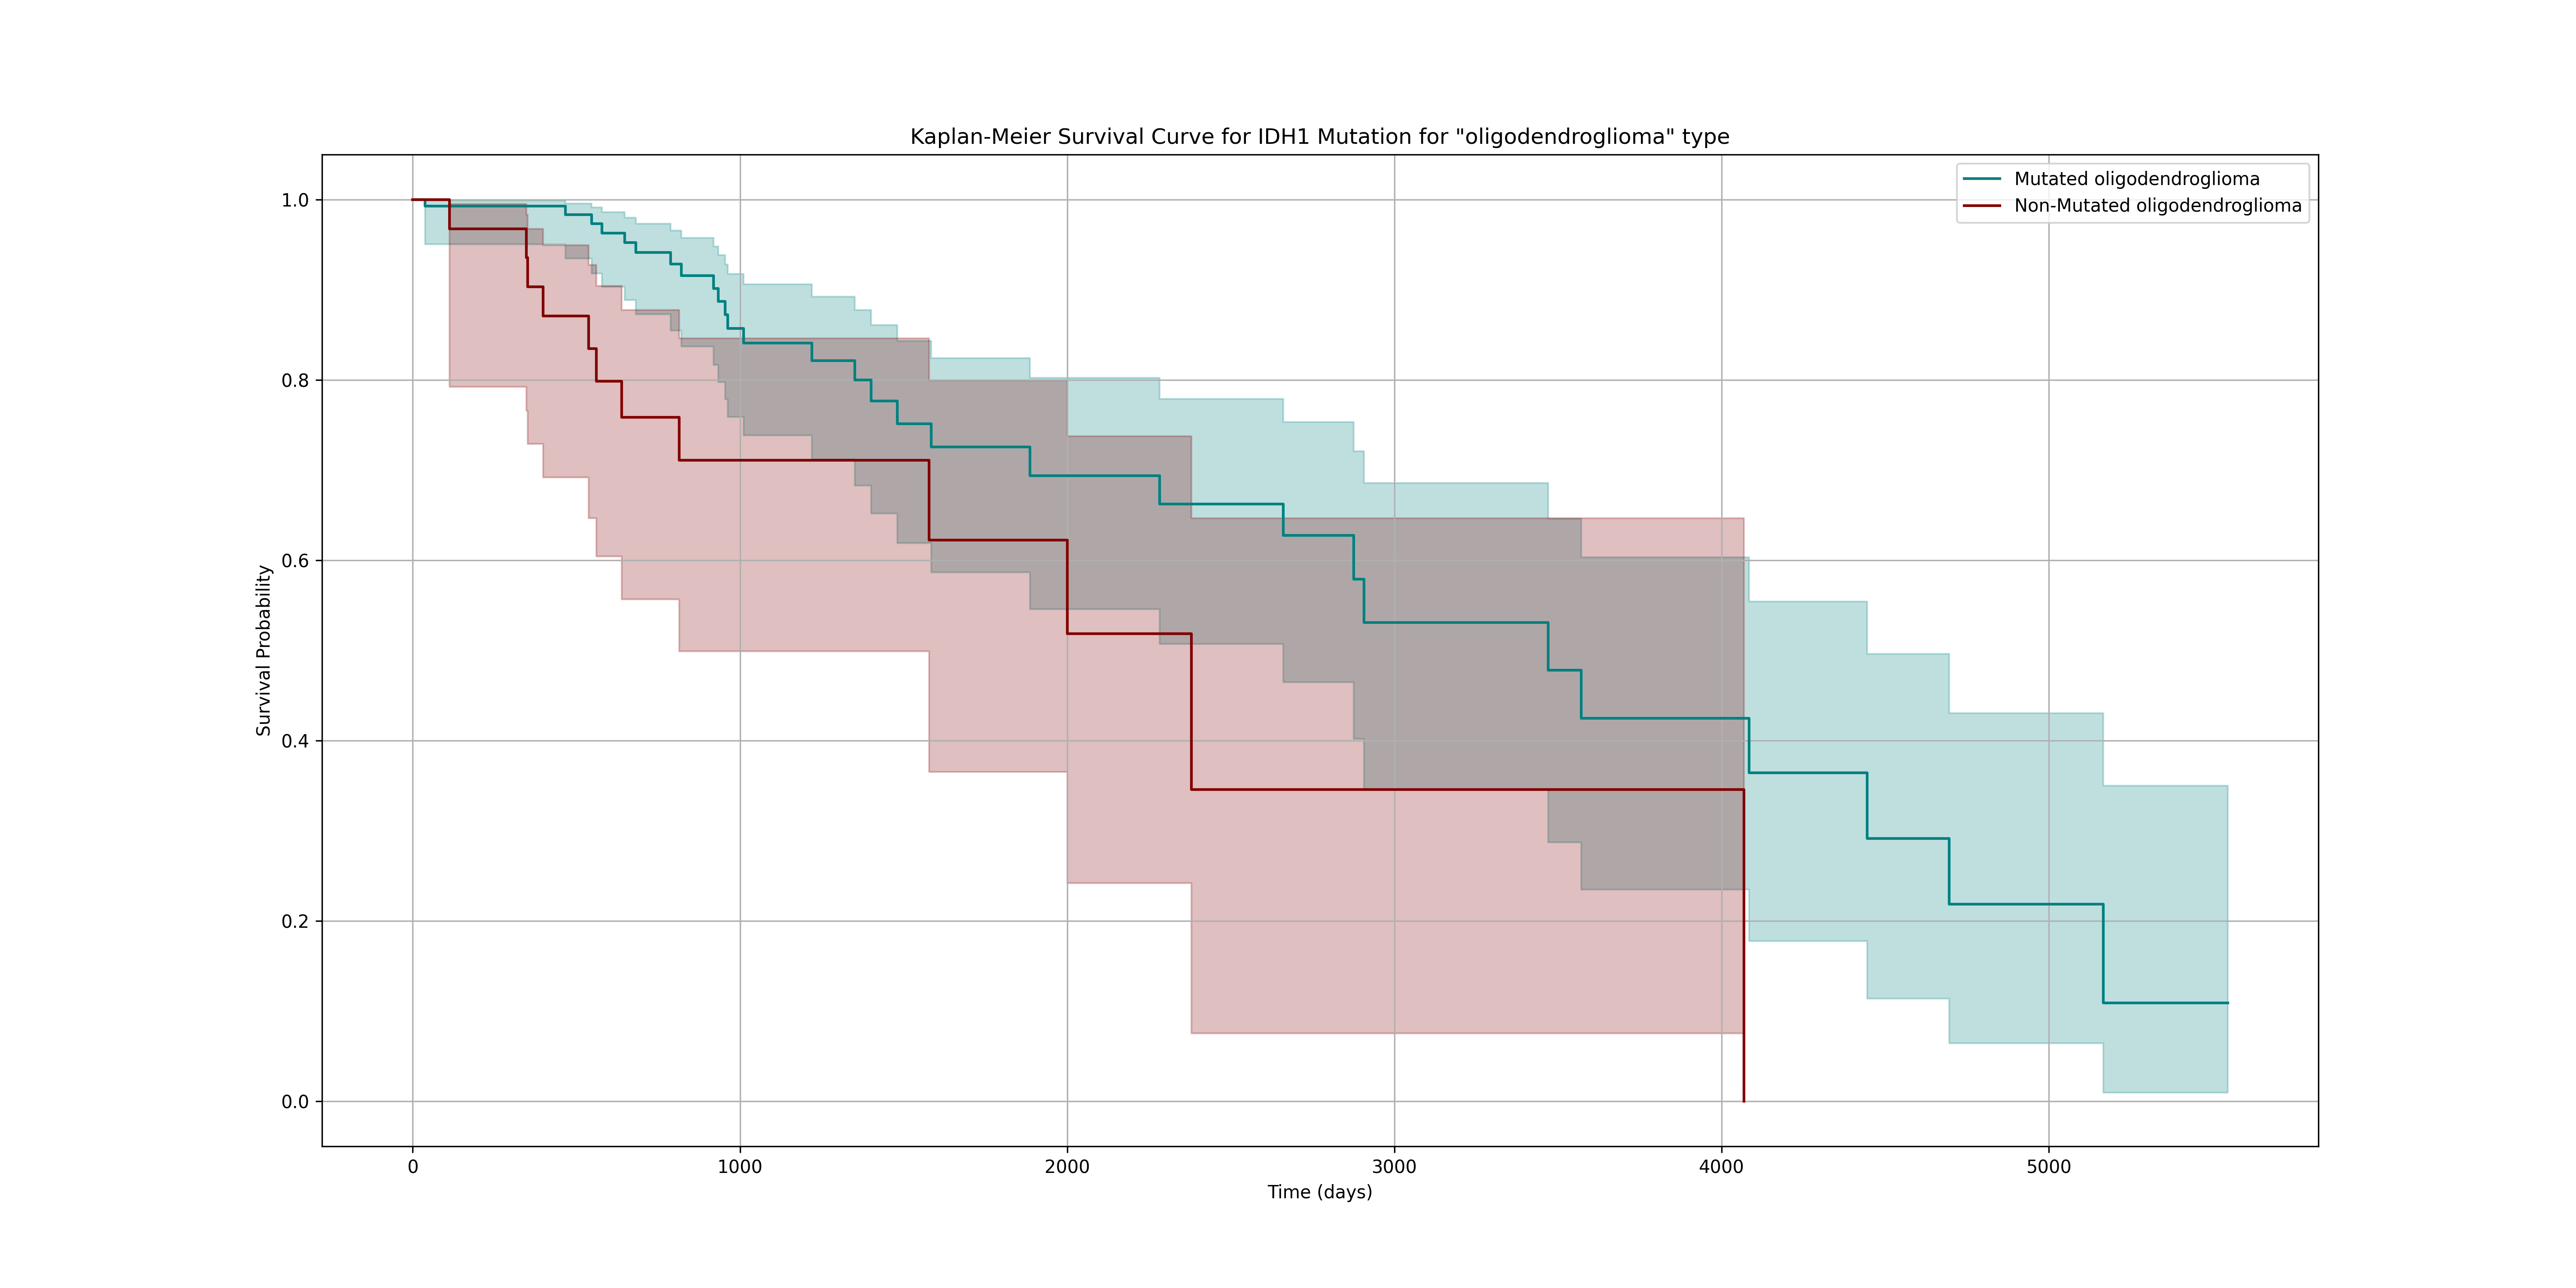 Kaplan-Meier Survival Curve for IDH1 Mutation for "oligodendroglioma" type
Mutated oligodendroglioma
Non-Mutated oligodendroglioma
Survival Probability
1.0
0.8
0.6
0.4
0.2
0.0
0 1000 2000 3000 4000 5000
Time (days)